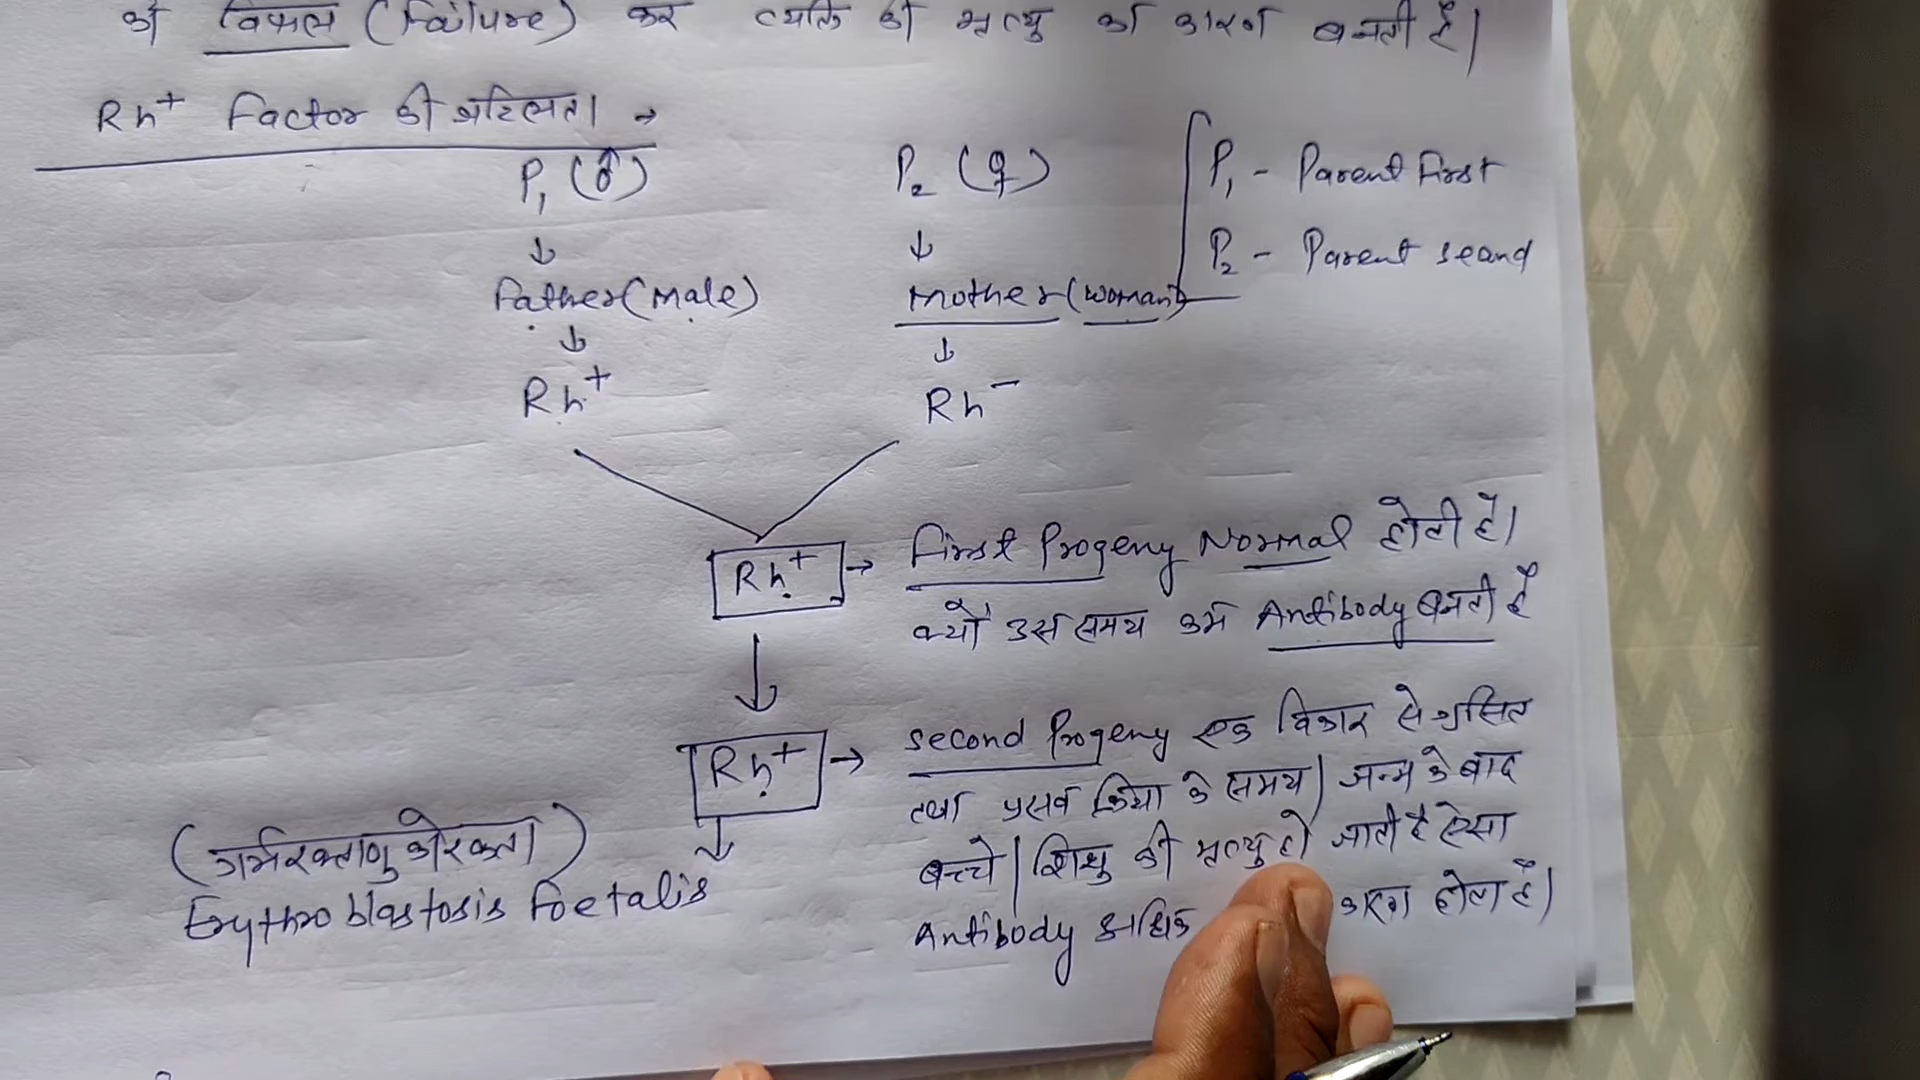 को विफल (Failure) कर व्यक्ति की मृत्यु का कारण बनती है।
Rh+ Factor की जटिलता →
P₁ (♂) P₂ (♀)
↓ ↓
Father (Male) Mother (woman)
↓ ↓
Rh+ Rh-
P₁ - Parent First
P₂ - Parent seand
Rh+ → First Progeny Normal होती है।
क्यों उस समय कम Antibody बनती है
↓
Rh+ → second Progeny एक विकार से ग्रसित
तथा प्रसव क्रिया के समय / जन्म के बाद
बच्चे / शिशु की मृत्यु हो जाती है ऐसा
Antibody अधिक कारण होता है।
↓
(गर्भरक्ताणुकोरकता)
Erythroblastosis Foetalis